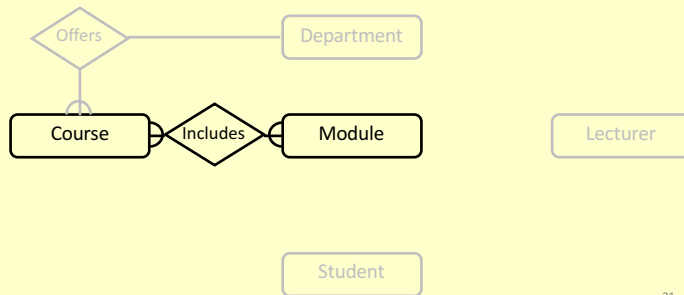 Offers
Department
Course
Includes
Module
Lecturer
Student